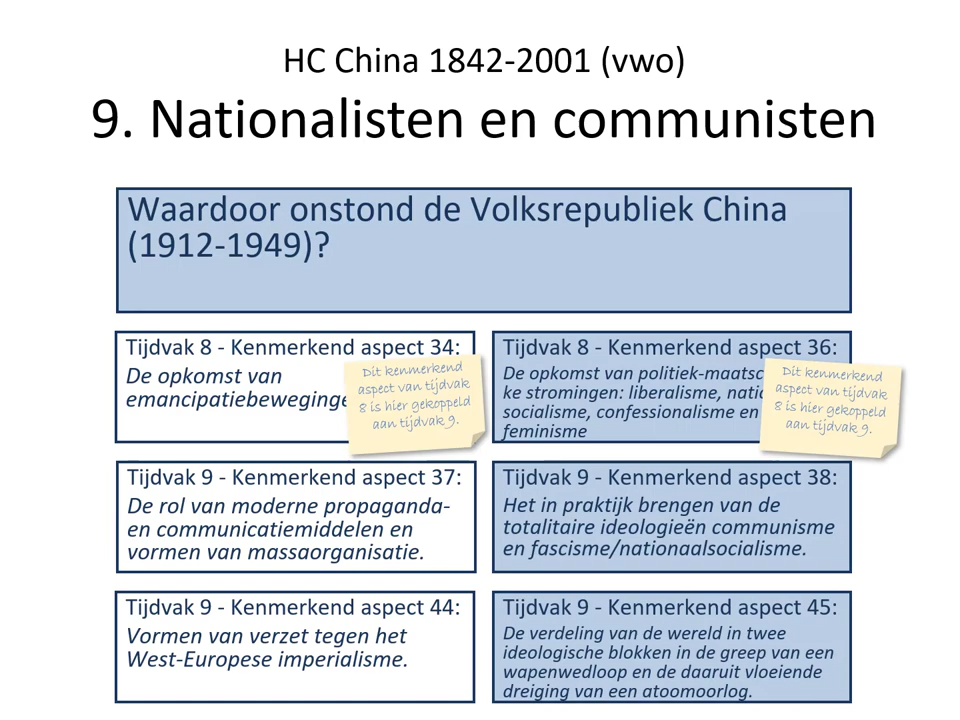 HC China 1842-2001 (vwo)
9. Nationalisten en communisten
Waardoor onstond de Volksrepubliek China
(1912-1949)?
Tijdvak 8 - Kenmerkend aspect 34:
De opkomst van
emancipatiebeweginge
Dit kenmerkend
aspect van tijdvak
8 is hier gekoppeld
aan tijdvak 9.
Tijdvak 8 - Kenmerkend aspect 36:
De opkomst van politiek-maatsc
ke stromingen: liberalisme, natio
socialisme, confessionalisme en
feminisme
Dit kenmerkend
aspect van tijdvak
8 is hier gekoppeld
aan tijdvak 9.
Tijdvak 9 - Kenmerkend aspect 37:
De rol van moderne propaganda-
en communicatiemiddelen en
vormen van massaorganisatie.
Tijdvak 9 - Kenmerkend aspect 38:
Het in praktijk brengen van de
totalitaire ideologieën communisme
en fascisme/nationaalsocialisme.
Tijdvak 9 - Kenmerkend aspect 44:
Vormen van verzet tegen het
West-Europese imperialisme.
Tijdvak 9 - Kenmerkend aspect 45:
De verdeling van de wereld in twee
ideologische blokken in de greep van een
wapenwedloop en de daaruit vloeiende
dreiging van een atoomoorlog.